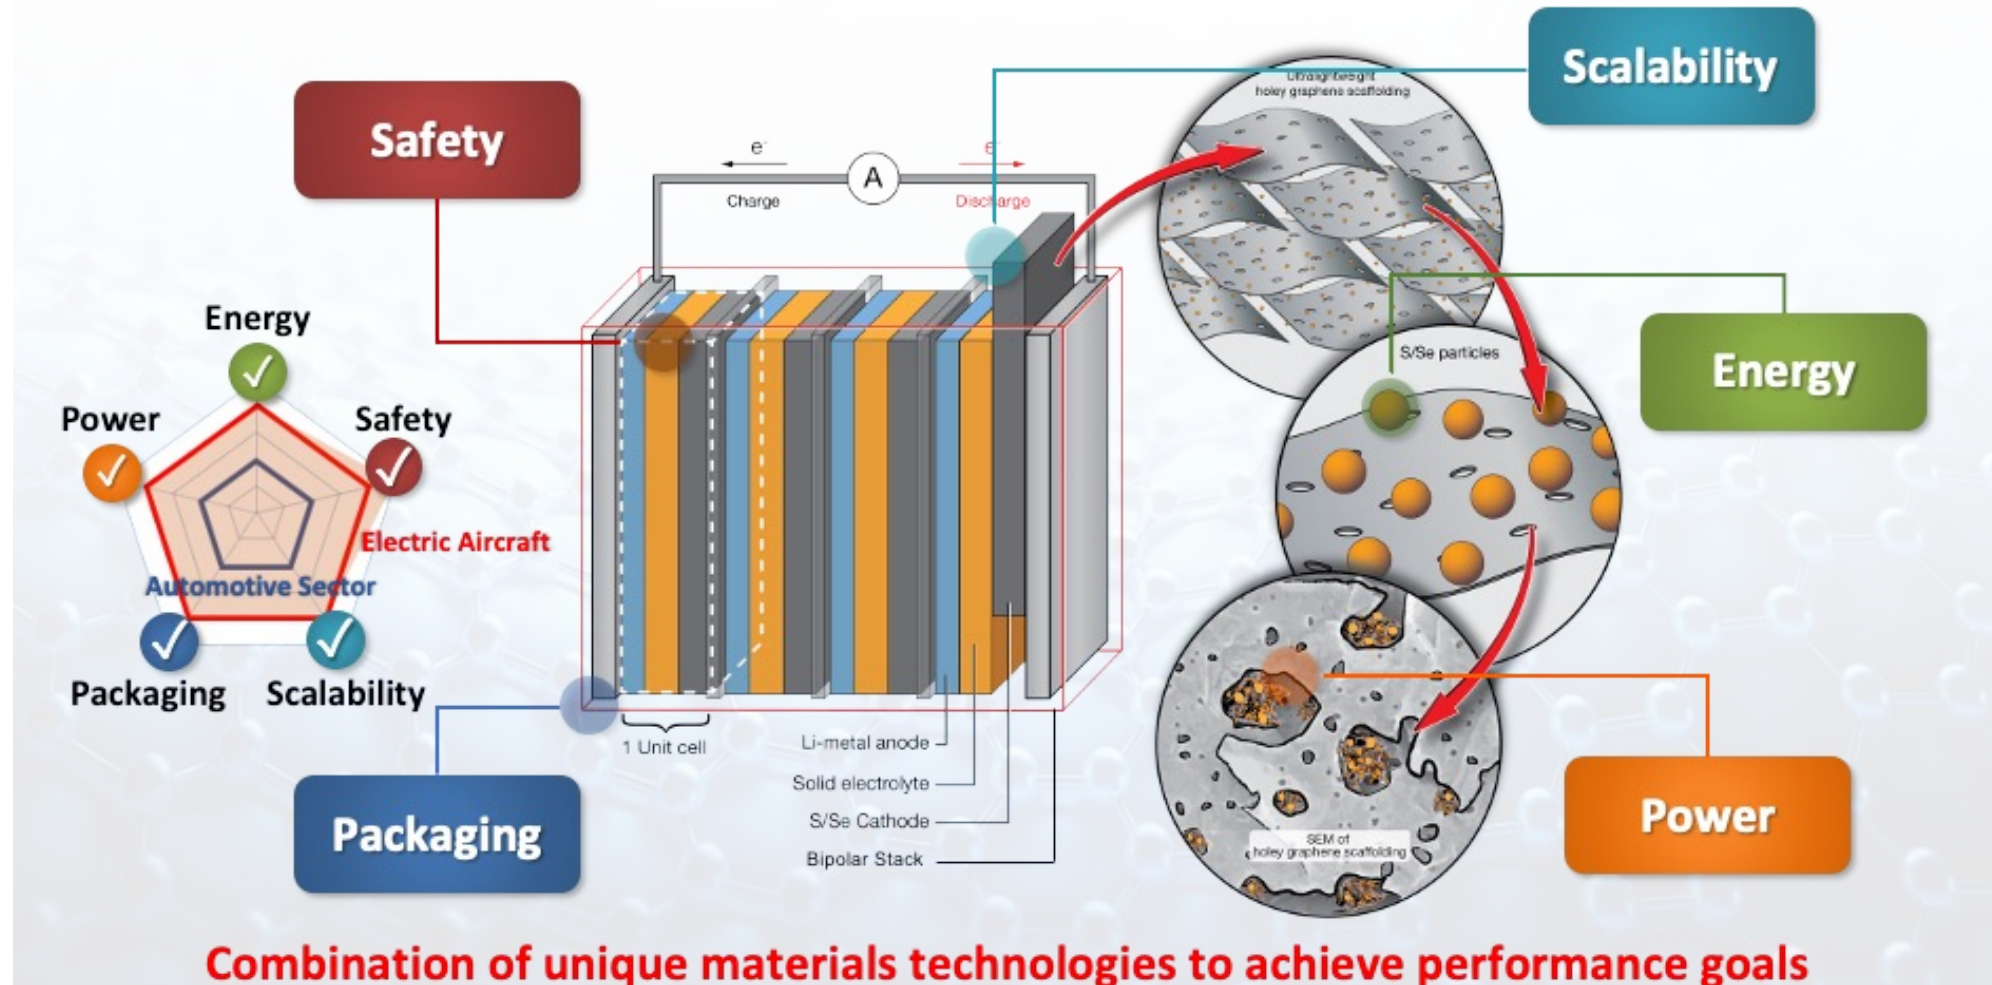 Scalability
Safety
Ultralightweight
holey graphene scaffolding
e-
e-
A
Charge
Discharge
Energy
Power
Safety
Electric Aircraft
Automotive Sector
Packaging
Scalability
S/Se particles
Energy
1 Unit cell
Li-metal anode
Solid electrolyte
S/Se Cathode
Bipolar Stack
Packaging
Power
SEM of
holey graphene scaffolding
Combination of unique materials technologies to achieve performance goals